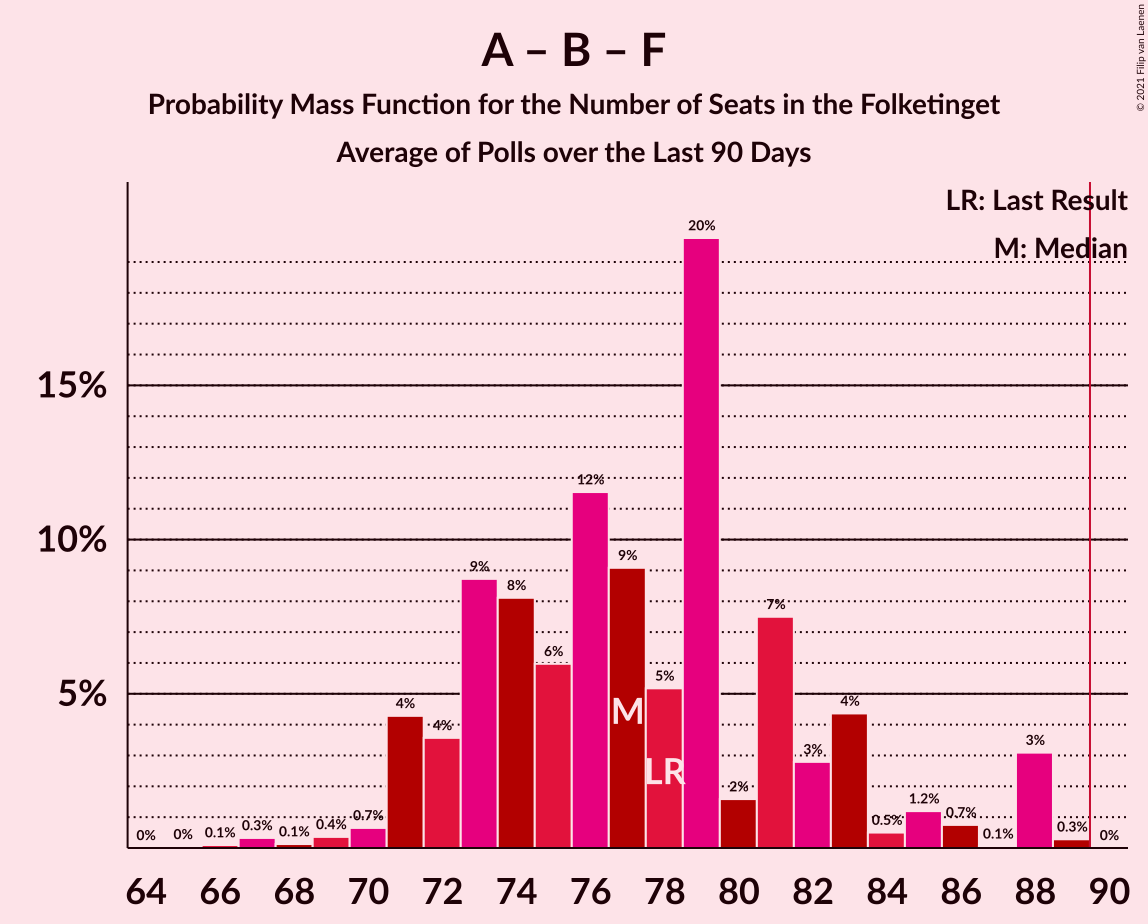 A – B – F
Probability Mass Function for the Number of Seats in the Folketinget
Average of Polls over the Last 90 Days
© 2021 Filip van Laenen
LR: Last Result
M: Median
15%
10%
5%
0% 0% 0.1% 0.3% 0.1% 0.4% 0.7% 4% 4% 9% 8% 6% 12% 9% 5% 20% 2% 7% 3% 4% 0.5% 1.2% 0.7% 0.1% 3% 0.3% 0%
M
LR
64 66 68 70 72 74 76 78 80 82 84 86 88 90